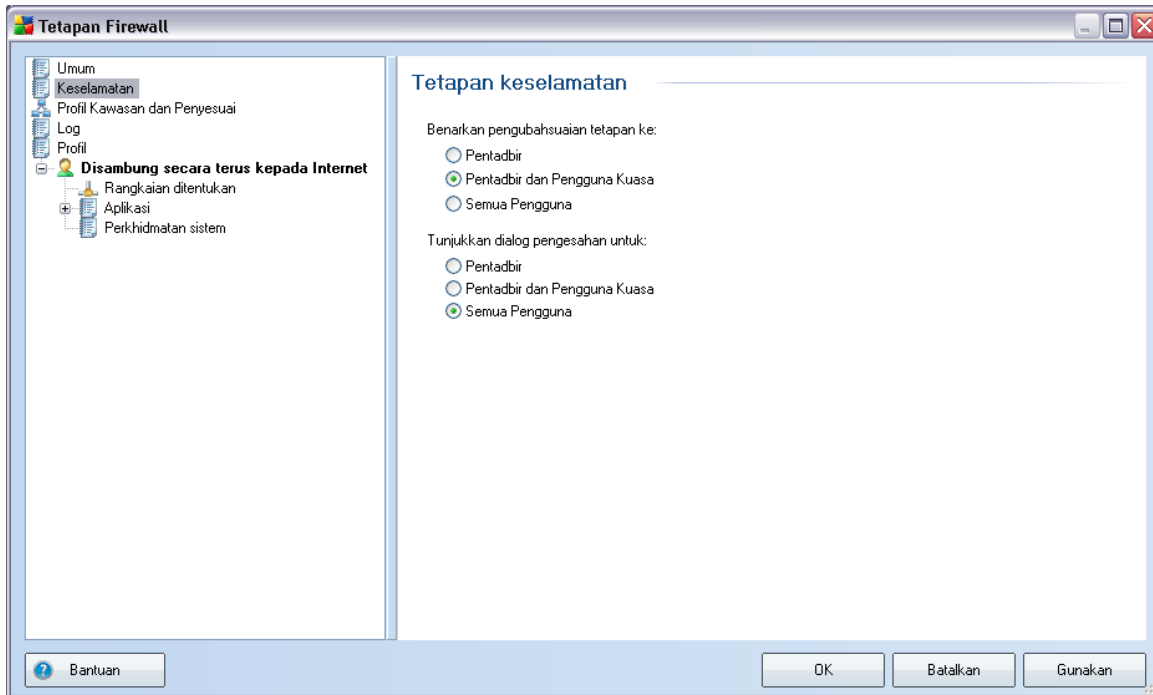 Tetapan Firewall
Umum
Keselamatan
Profil Kawasan dan Penyesuai
Log
Profil
Disambung secara terus kepada Internet
Rangkaian ditentukan
Aplikasi
Perkhidmatan sistem
Tetapan keselamatan
Benarkan pengubahsuaian tetapan ke:
Pentadbir
Pentadbir dan Pengguna Kuasa
Semua Pengguna
Tunjukkan dialog pengesahan untuk:
Pentadbir
Pentadbir dan Pengguna Kuasa
Semua Pengguna
Bantuan
OK
Batalkan
Gunakan